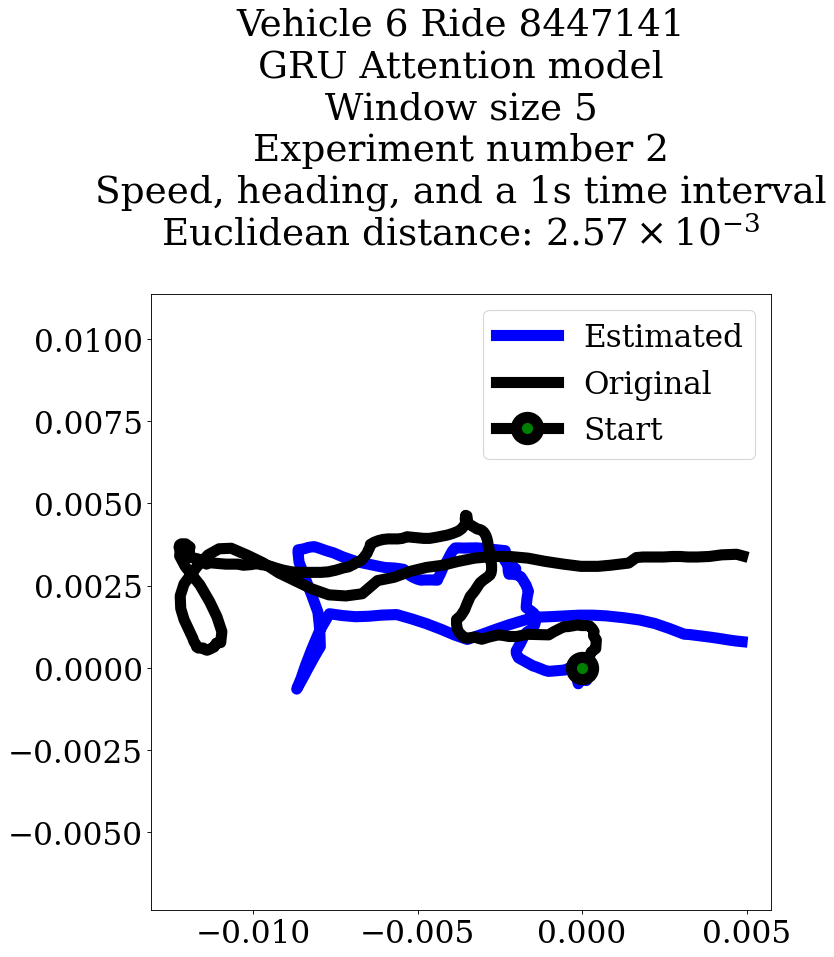 Vehicle 6 Ride 8447141
GRU Attention model
Window size 5
Experiment number 2
Speed, heading, and a 1s time interval
Euclidean distance: 2.57 × 10⁻³
Estimated
Original
Start
0.0100
0.0075
0.0050
0.0025
0.0000
−0.0025
−0.0050
−0.010 −0.005 0.000 0.005